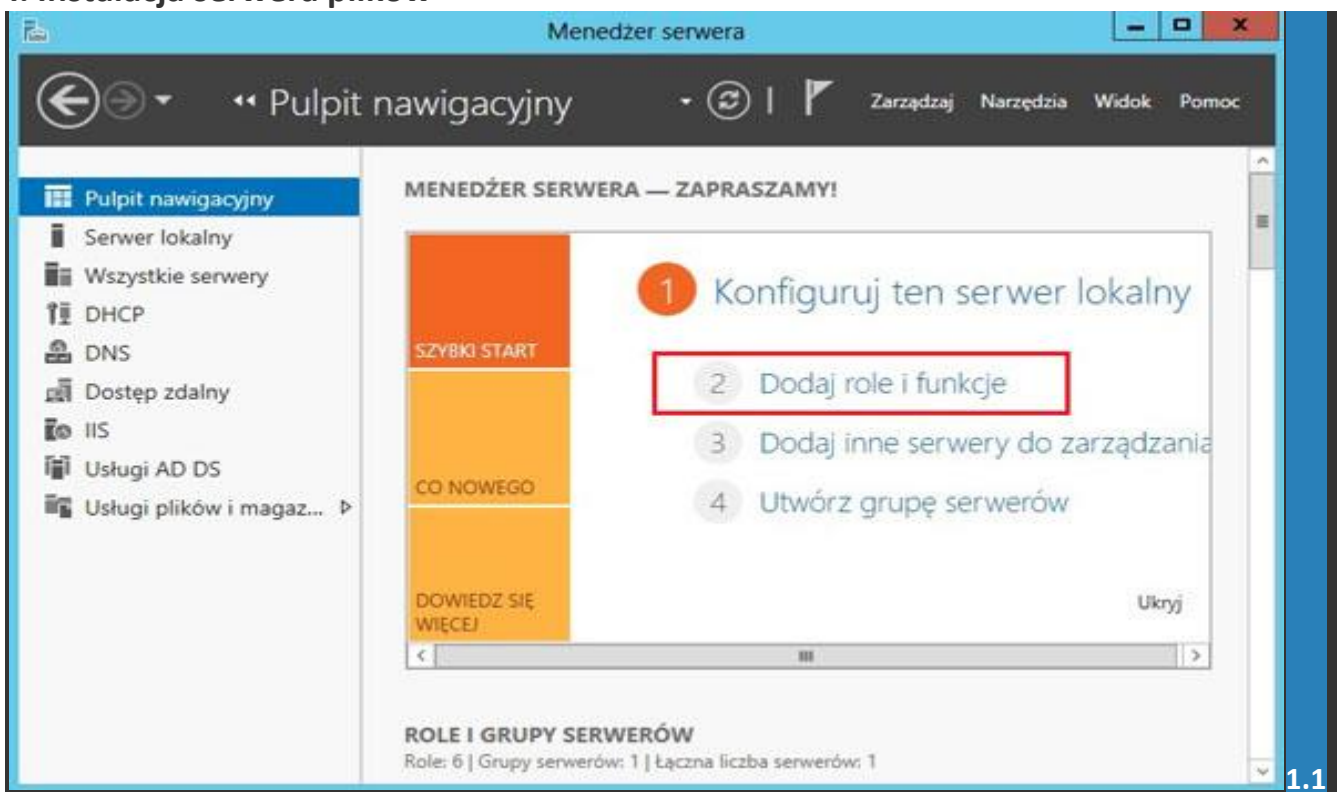 Menedżer serwera
Pulpit nawigacyjny
Zarządzaj Narzędzia Widok Pomoc
Pulpit nawigacyjny
Serwer lokalny
Wszystkie serwery
DHCP
DNS
Dostęp zdalny
IIS
Usługi AD DS
Usługi plików i magaz...
MENEDŻER SERWERA — ZAPRASZAMY!
SZYBKI START
CO NOWEGO
DOWIEDZ SIĘ
WIĘCEJ
1 Konfiguruj ten serwer lokalny
2 Dodaj role i funkcje
3 Dodaj inne serwery do zarządzania
4 Utwórz grupę serwerów
Ukryj
ROLE I GRUPY SERWERÓW
Role: 6 | Grupy serwerów: 1 | Łączna liczba serwerów: 1
1.1